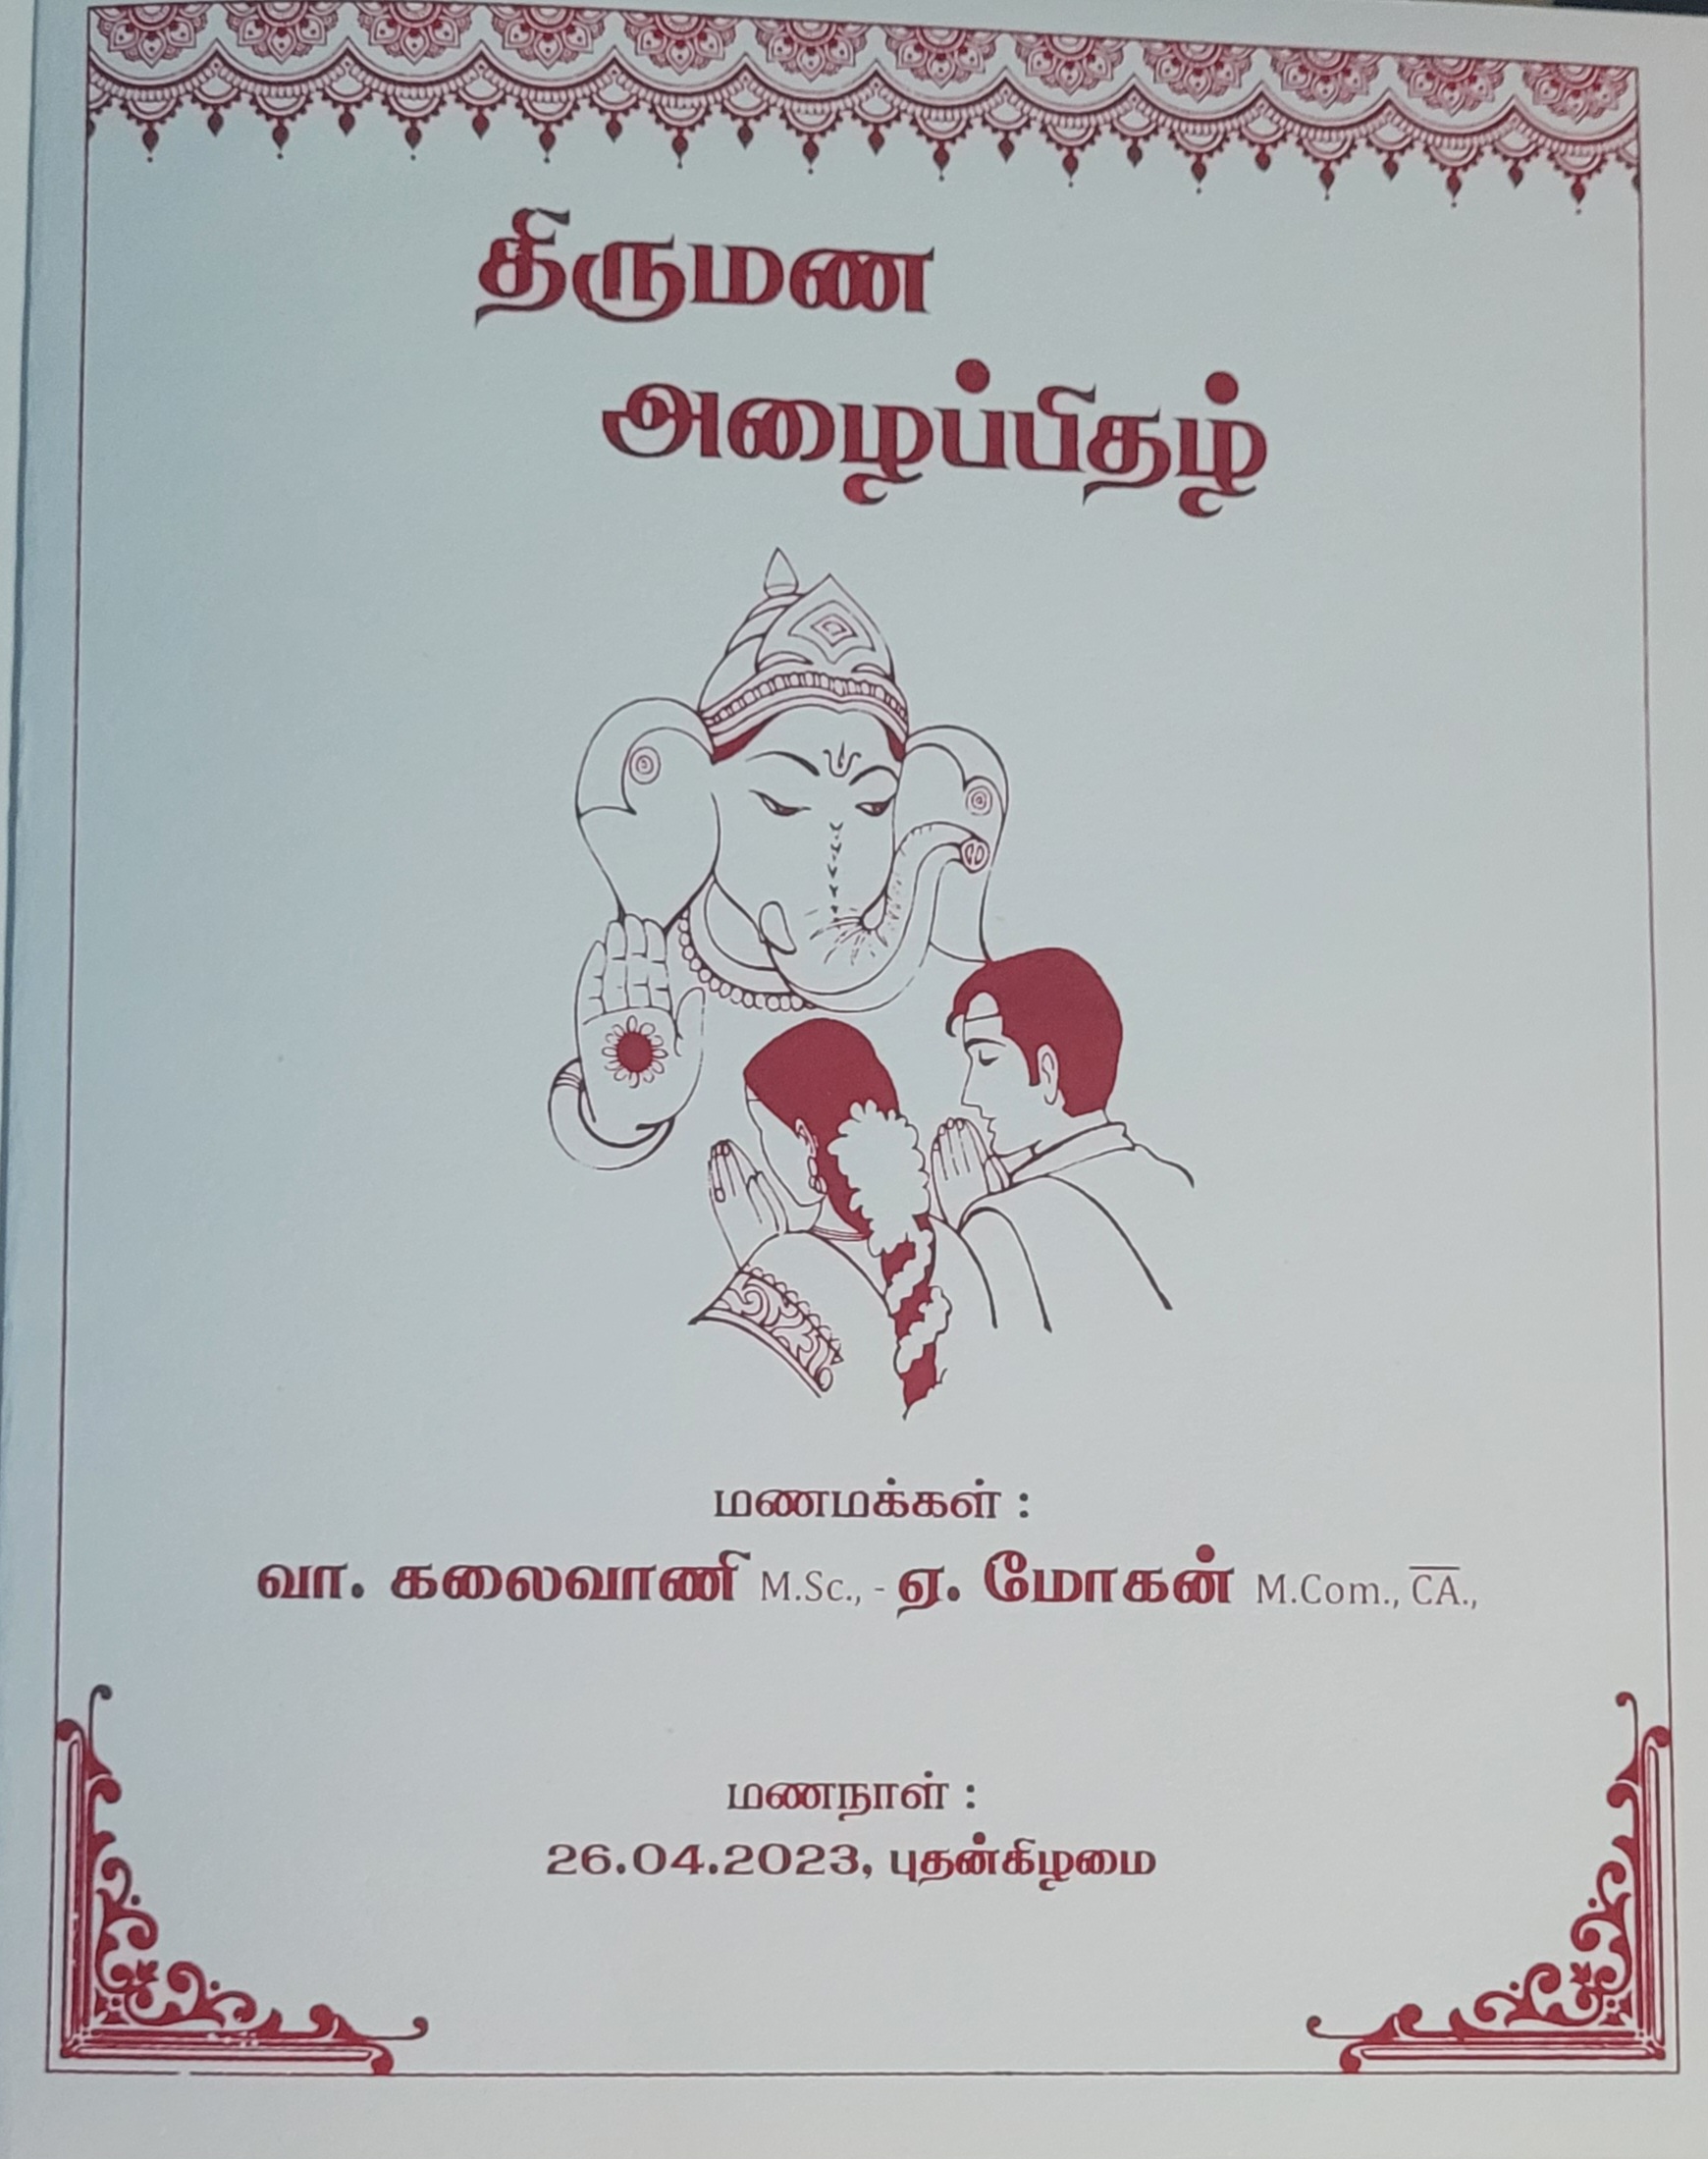 திருமண
அழைப்பிதழ்
மணமக்கள் :
வா. கலைவாணி M.Sc., - ஏ. மோகன் M.Com., CA.,
மணநாள் :
26.04.2023, புதன்கிழமை